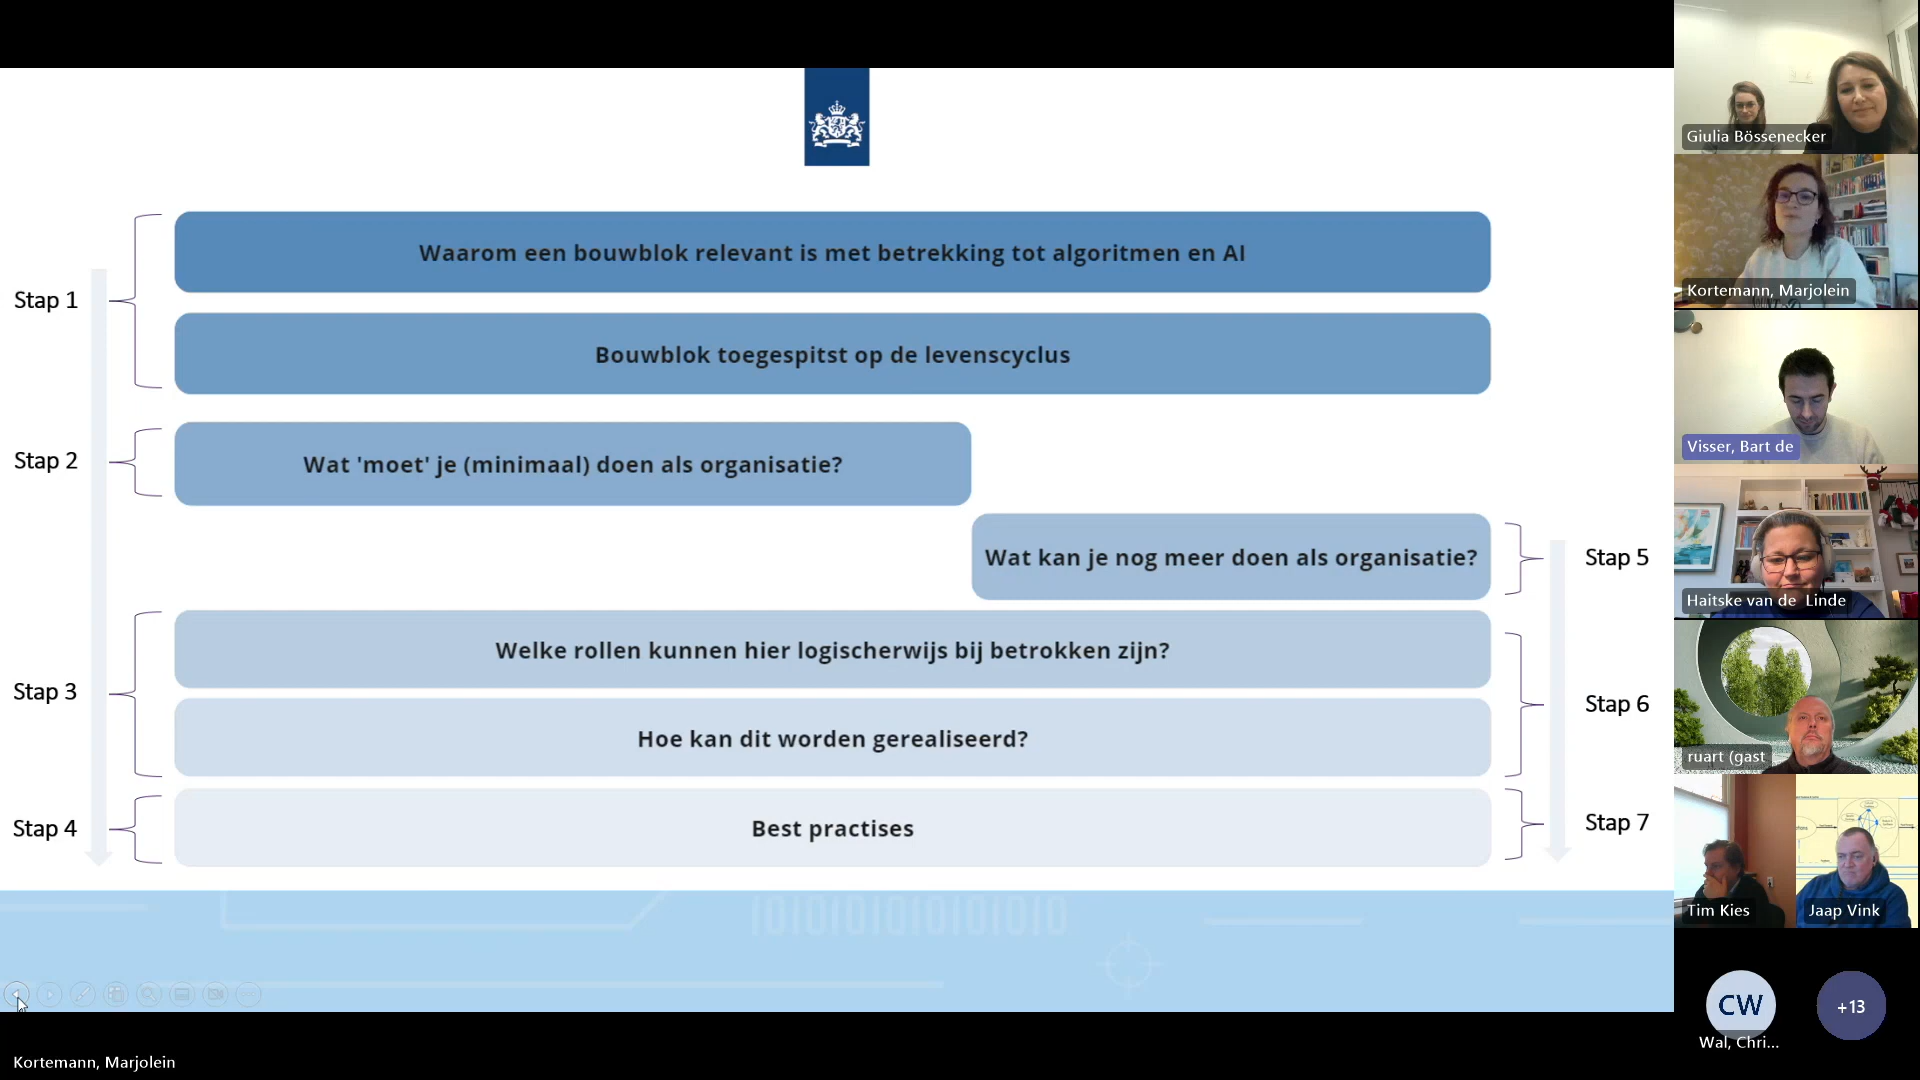 Waarom een bouwblok relevant is met betrekking tot algoritmen en AI
Stap 1
Bouwblok toegespitst op de levenscyclus
Stap 2
Wat 'moet' je (minimaal) doen als organisatie?
Wat kan je nog meer doen als organisatie?
Stap 5
Welke rollen kunnen hier logischerwijs bij betrokken zijn?
Stap 3
Stap 6
Hoe kan dit worden gerealiseerd?
Stap 4
Best practises
Stap 7
Kortemann, Marjolein
Giulia Bössenecker
Kortemann, Marjolein
Visser, Bart de
Haitske van de Linde
ruart (gast
Tim Kies
Jaap Vink
CW
+13
Wal, Chri...